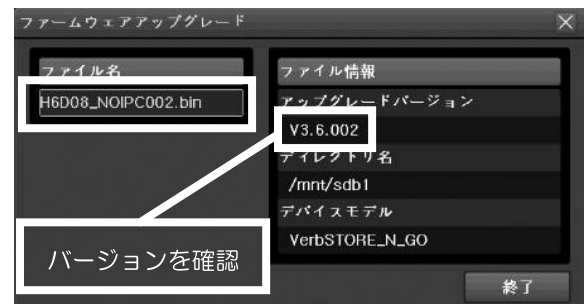 ファームウェアアップグレード
ファイル名
H6D08_NOIPC002.bin
ファイル情報
アップグレードバージョン
V3.6.002
ディレクトリ名
/mnt/sdb1
デバイスモデル
VerbSTORE_N_GO
バージョンを確認
終了